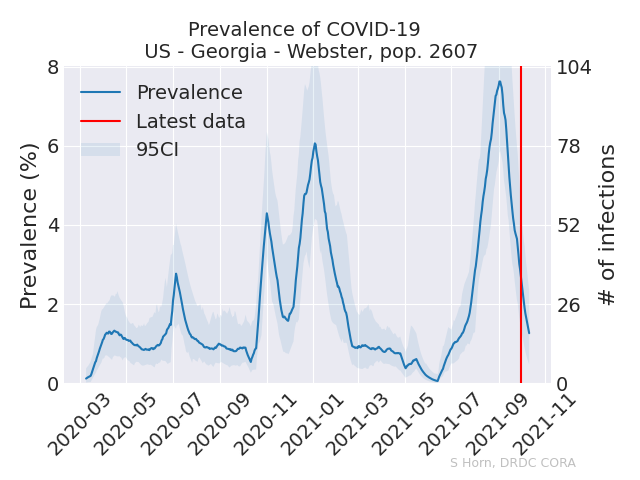 Prevalence of COVID-19
US - Georgia - Webster, pop. 2607
Prevalence (%)
8
6
4
2
0
Prevalence
Latest data
95CI
104
78
52
26
0
# of infections
2020-03
2020-05
2020-07
2020-09
2020-11
2021-01
2021-03
2021-05
2021-07
2021-09
2021-11
S Horn, DRDC CORA